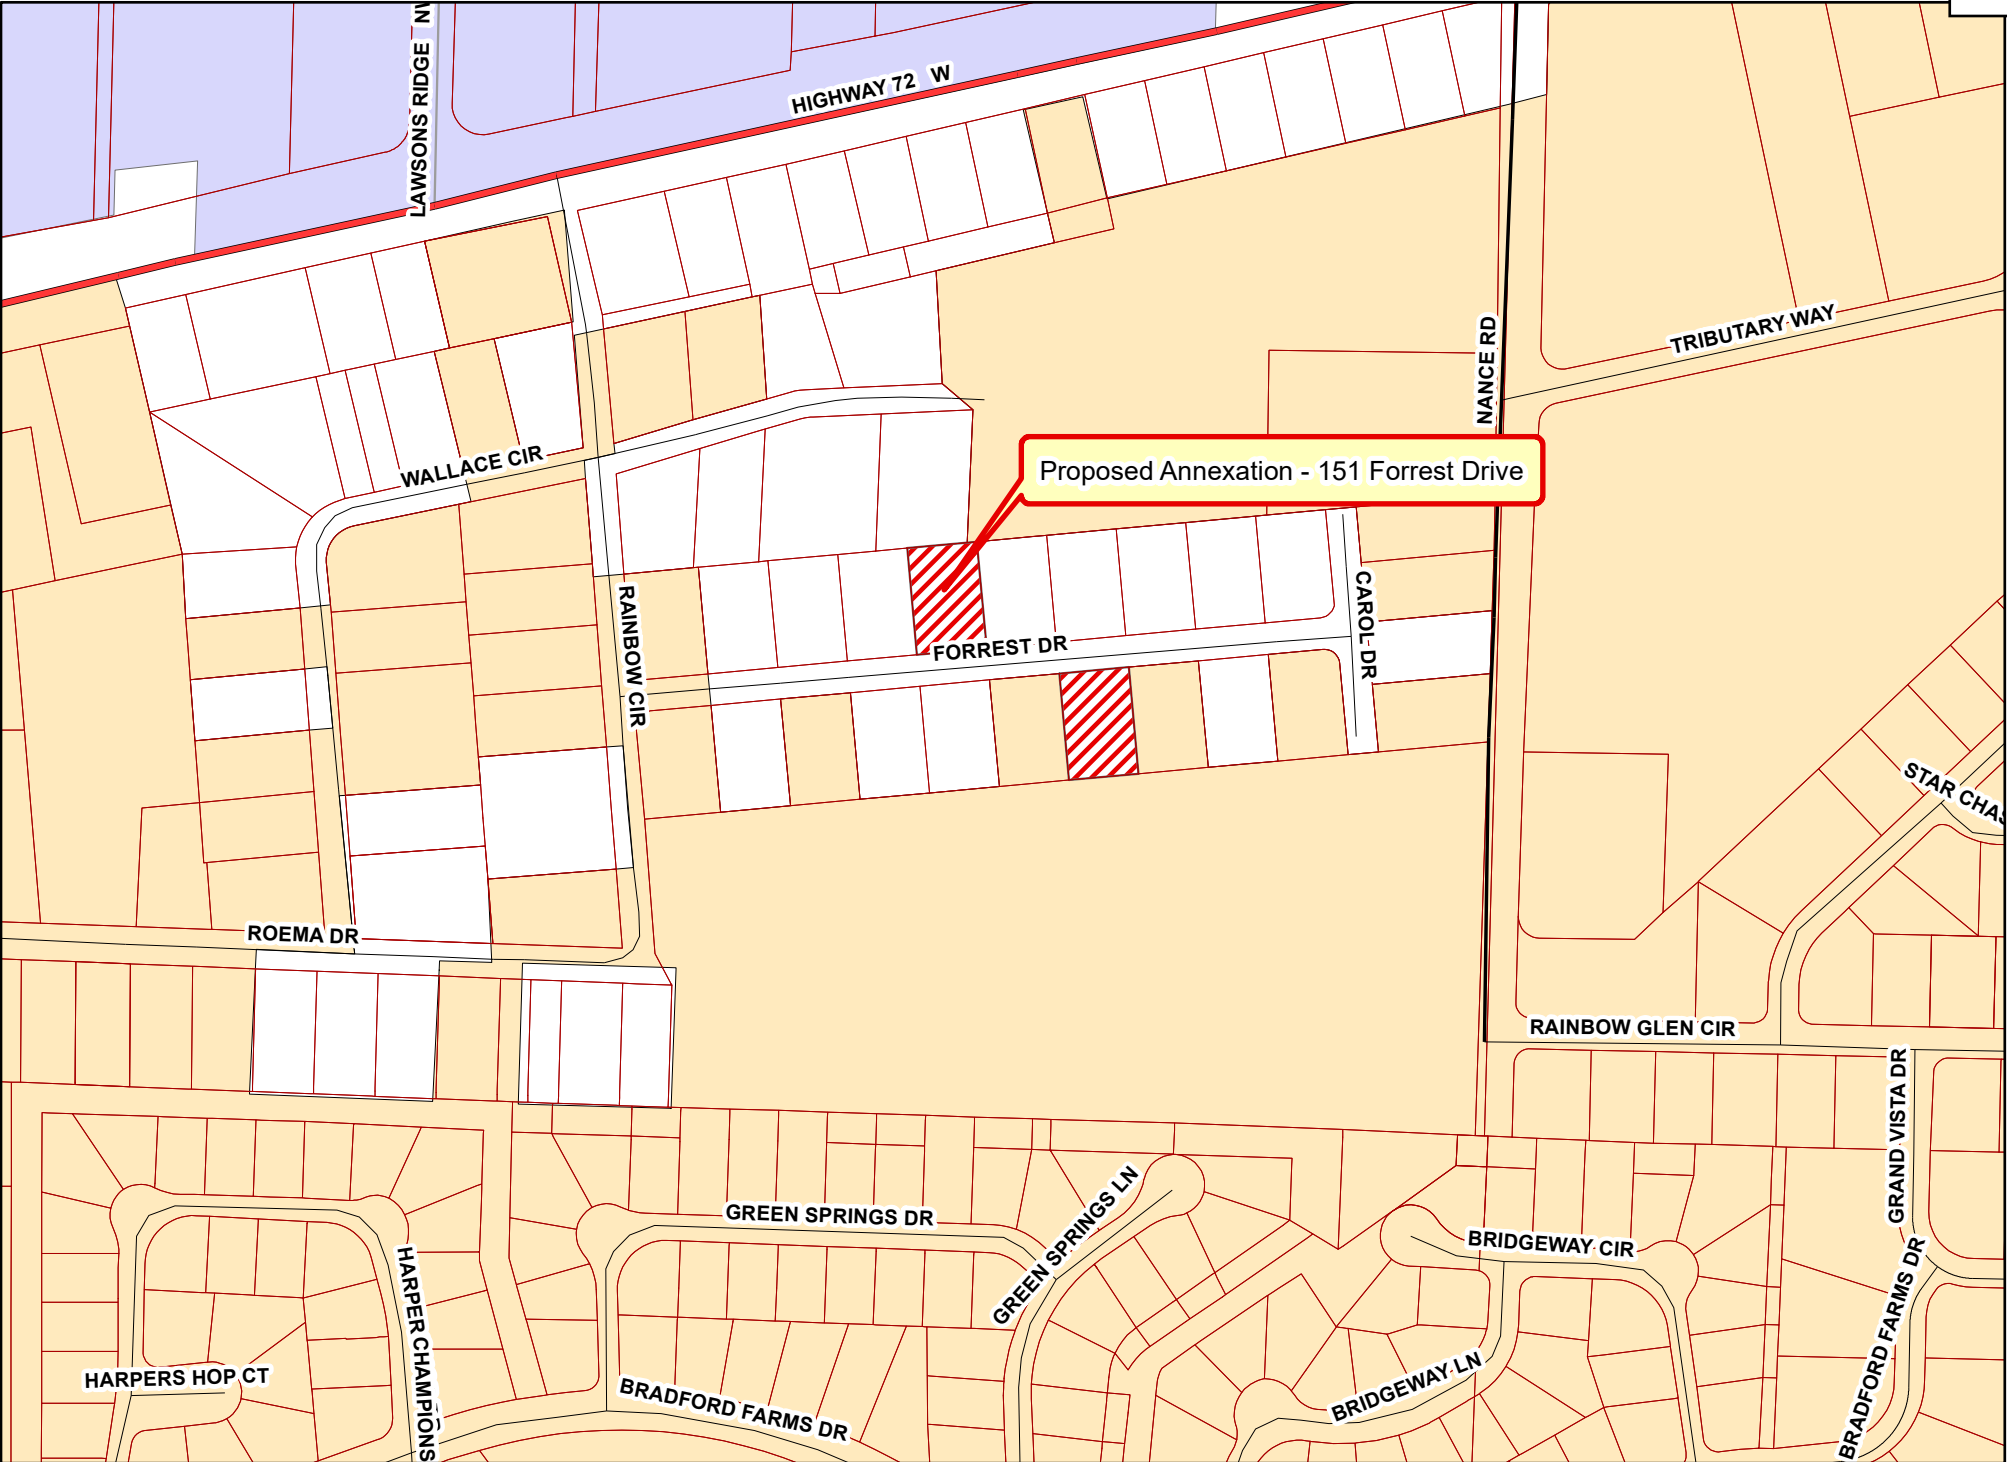 LAWSONS RIDGE
HIGHWAY 72 W
NANCE RD
TRIBUTARY WAY
WALLACE CIR
Proposed Annexation - 151 Forrest Drive
RAINBOW CIR
FORREST DR
CAROL DR
STAR
ROEMA DR
RAINBOW GLEN CIR
GRAND VISTA DR
GREEN SPRINGS DR
GREEN SPRINGS LN
BRIDGEWAY CIR
HARPER CHAMPIONS
HARPERS HOP CT
BRADFORD FARMS DR
BRIDGEWAY LN
BRADFORD FARMS DR